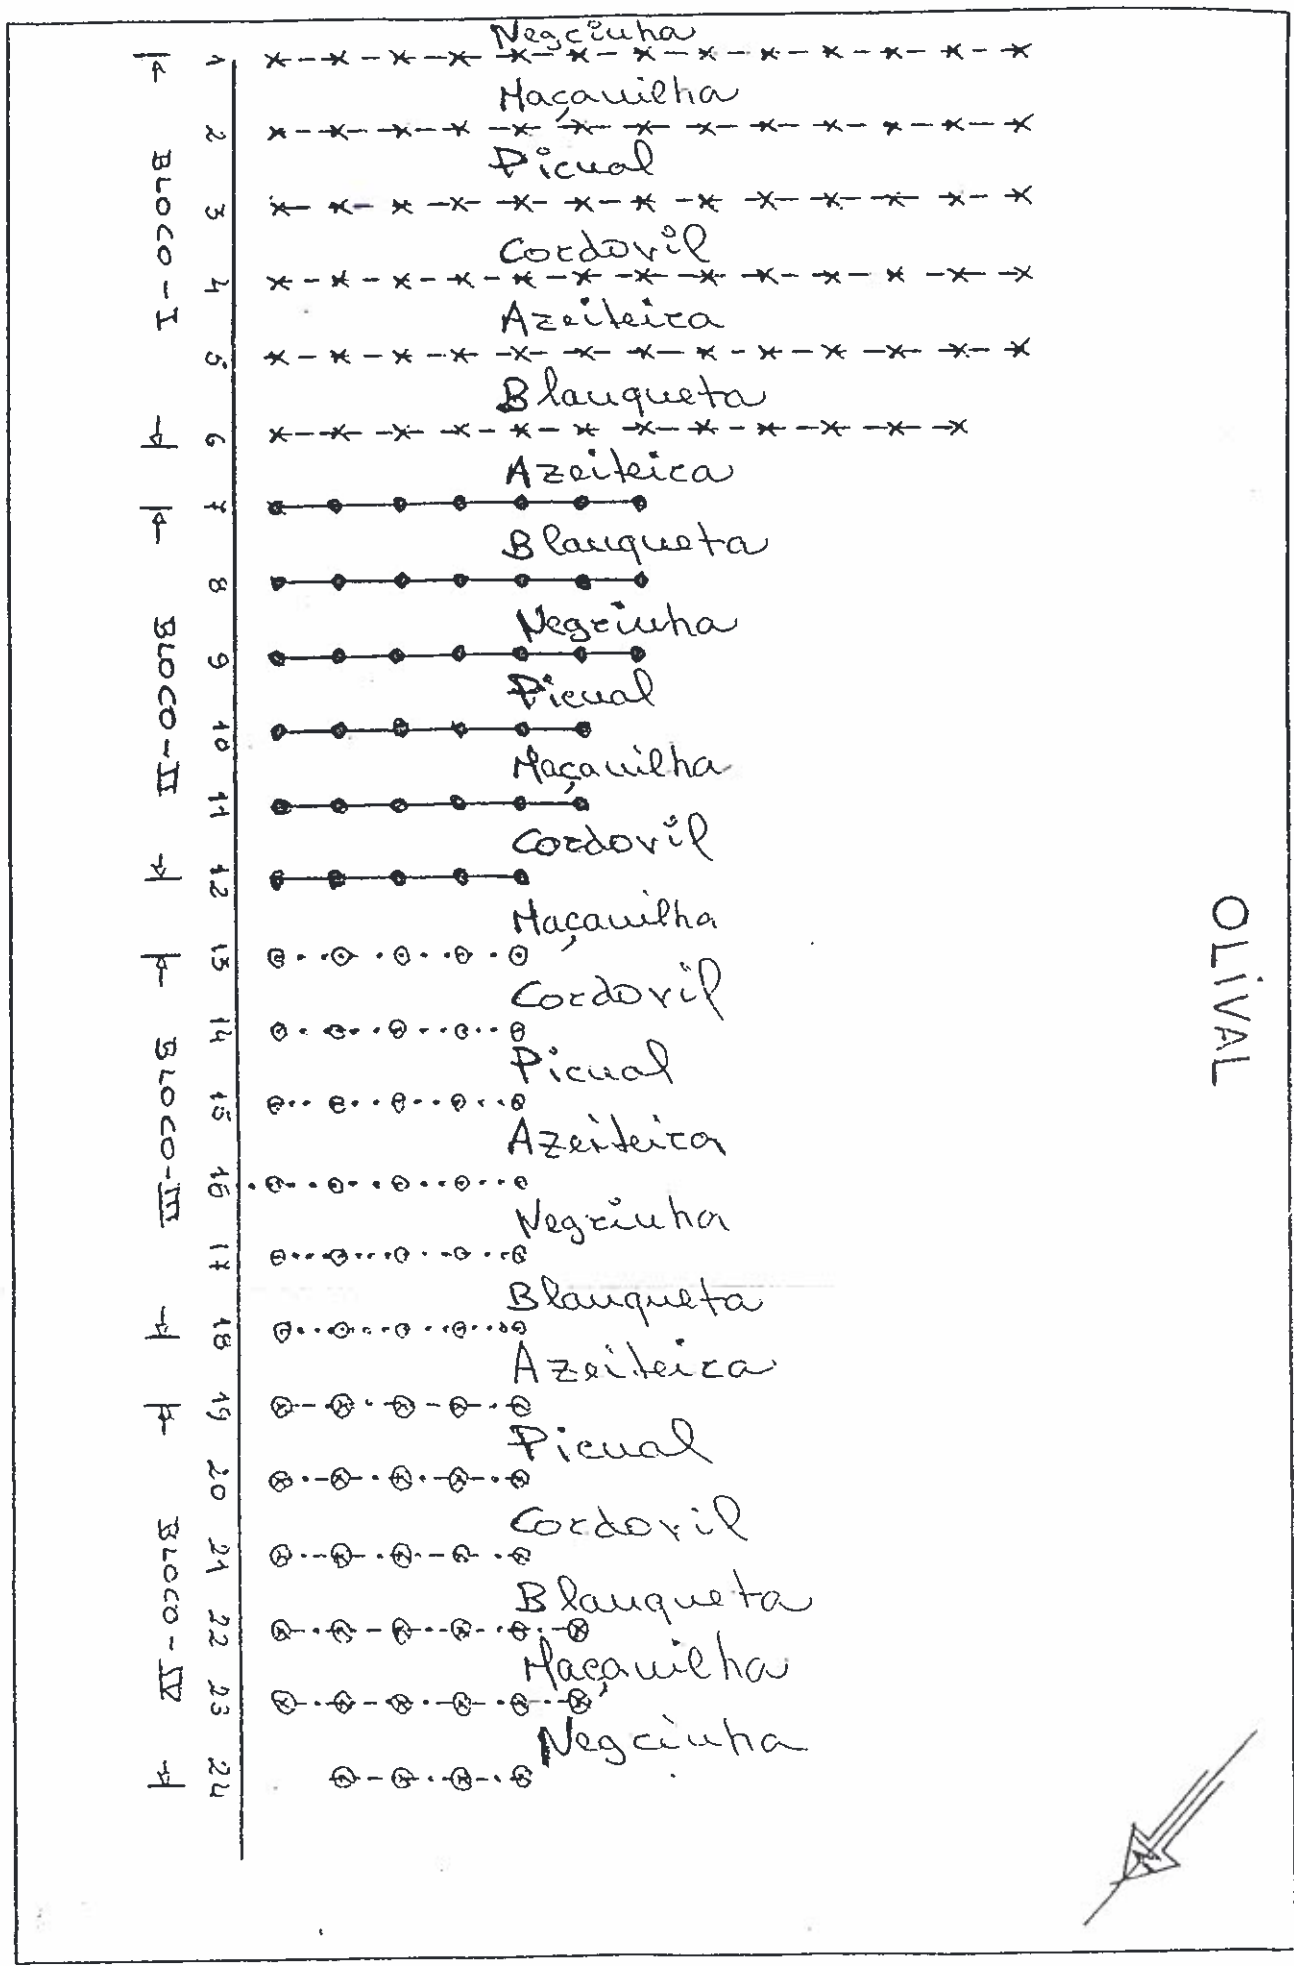 Negrinha
1
Maçanilha
2
Picual
3
Cordovil
4
Azeiteira
5
Blanqueta
6
BLOCO-I
Azeiteira
7
Blanqueta
8
Negrinha
9
Picual
10
Maçanilha
11
Cordovil
12
BLOCO-II
Maçanilha
13
Cordovil
14
Picual
15
Azeiteira
16
Negrinha
17
Blanqueta
18
BLOCO-III
Azeiteira
19
Picual
20
Cordovil
21
Blanqueta
22
Maçanilha
23
Negrinha
24
BLOCO-IV
OLIVAL